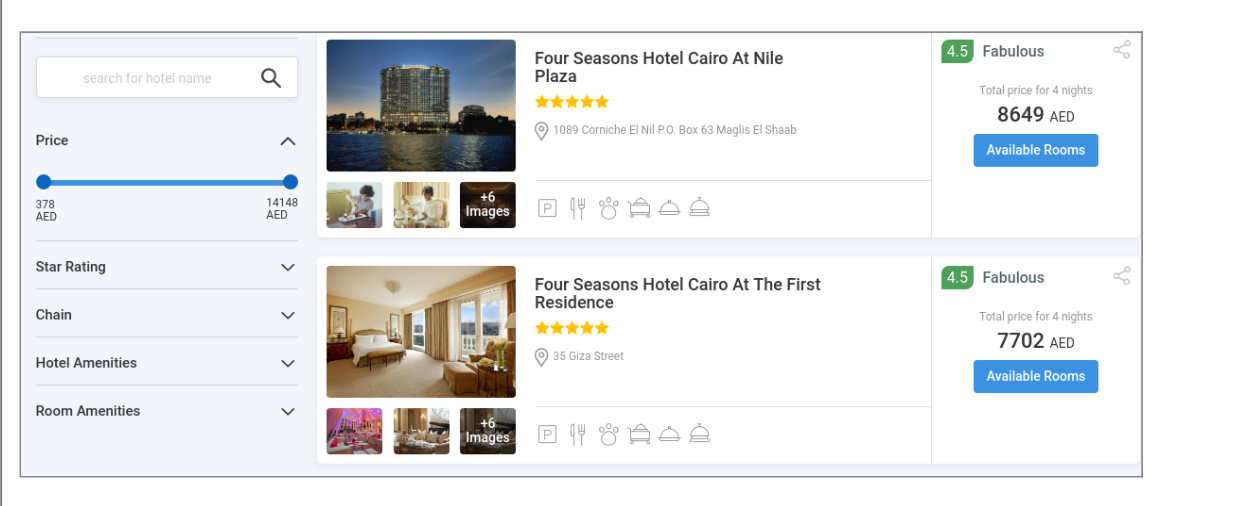 search for hotel name
Price
378
AED
14148
AED
Star Rating
Chain
Hotel Amenities
Room Amenities
Four Seasons Hotel Cairo At Nile
Plaza
1089 Corniche El Nil P.O. Box 63 Maglis El Shaab
+6
Images
P
4.5 Fabulous
Total price for 4 nights
8649 AED
Available Rooms
Four Seasons Hotel Cairo At The First
Residence
35 Giza Street
+6
Images
P
4.5 Fabulous
Total price for 4 nights
7702 AED
Available Rooms